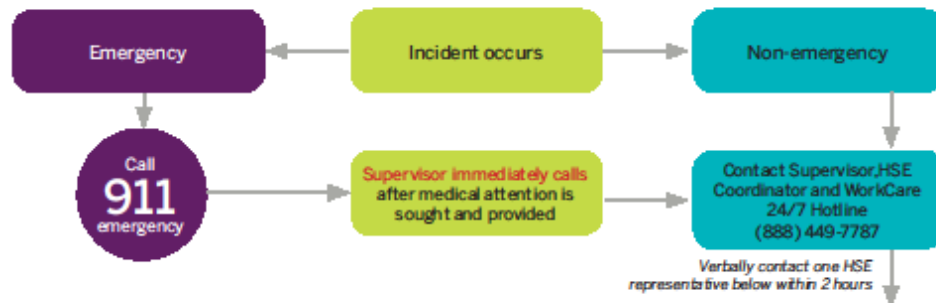 Emergency
Incident occurs
Non-emergency
Call
911
emergency
Supervisor immediately calls
after medical attention is
sought and provided
Contact Supervisor,HSE
Coordinator and WorkCare
24/7 Hotline
(888) 449-7787
Verbally contact one HSE
representative below within 2 hours